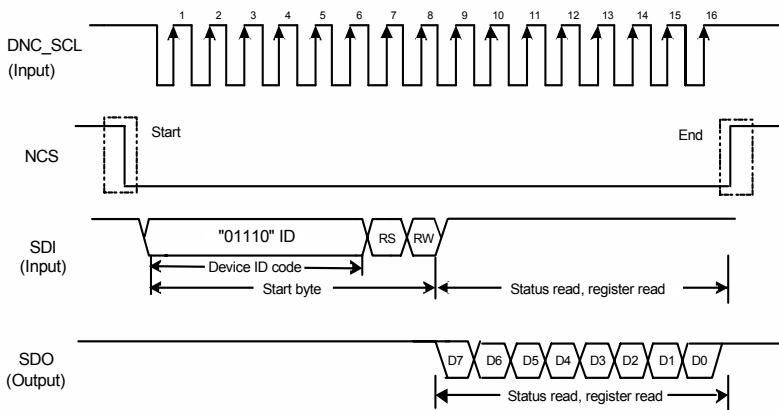 1 2 3 4 5 6 7 8 9 10 11 12 13 14 15 16
DNC_SCL
(Input)
Start
End
NCS
"01110" ID
RS
RW
SDI
(Input)
Device ID code
Start byte
Status read, register read
SDO
(Output)
D7 D6 D5 D4 D3 D2 D1 D0
Status read, register read